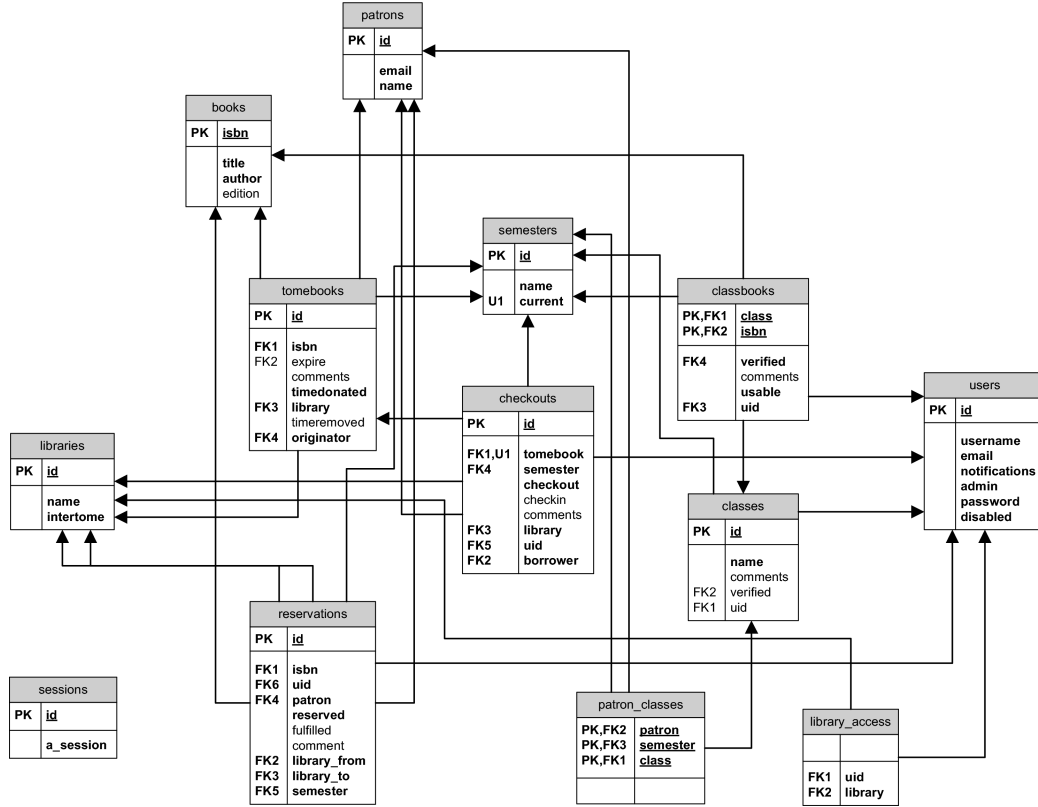 patrons
PK id
email
name
books
PK isbn
title
author
edition
semesters
PK id
name
U1 current
tomebooks
PK id
FK1 isbn
FK2 expire
comments
timedonated
FK3 library
timeremoved
FK4 originator
classbooks
PK,FK1 class
PK,FK2 isbn
FK4 verified
comments
usable
FK3 uid
users
PK id
username
email
notifications
admin
password
disabled
checkouts
PK id
FK1,U1 tomebook
FK4 semester
checkout
checkin
comments
FK3 library
FK5 uid
FK2 borrower
libraries
PK id
name
intertome
classes
PK id
name
comments
FK2 verified
FK1 uid
reservations
PK id
FK1 isbn
FK6 uid
FK4 patron
reserved
fulfilled
comment
FK2 library_from
FK3 library_to
FK5 semester
sessions
PK id
a_session
patron_classes
PK,FK2 patron
PK,FK3 semester
PK,FK1 class
library_access
FK1 uid
FK2 library